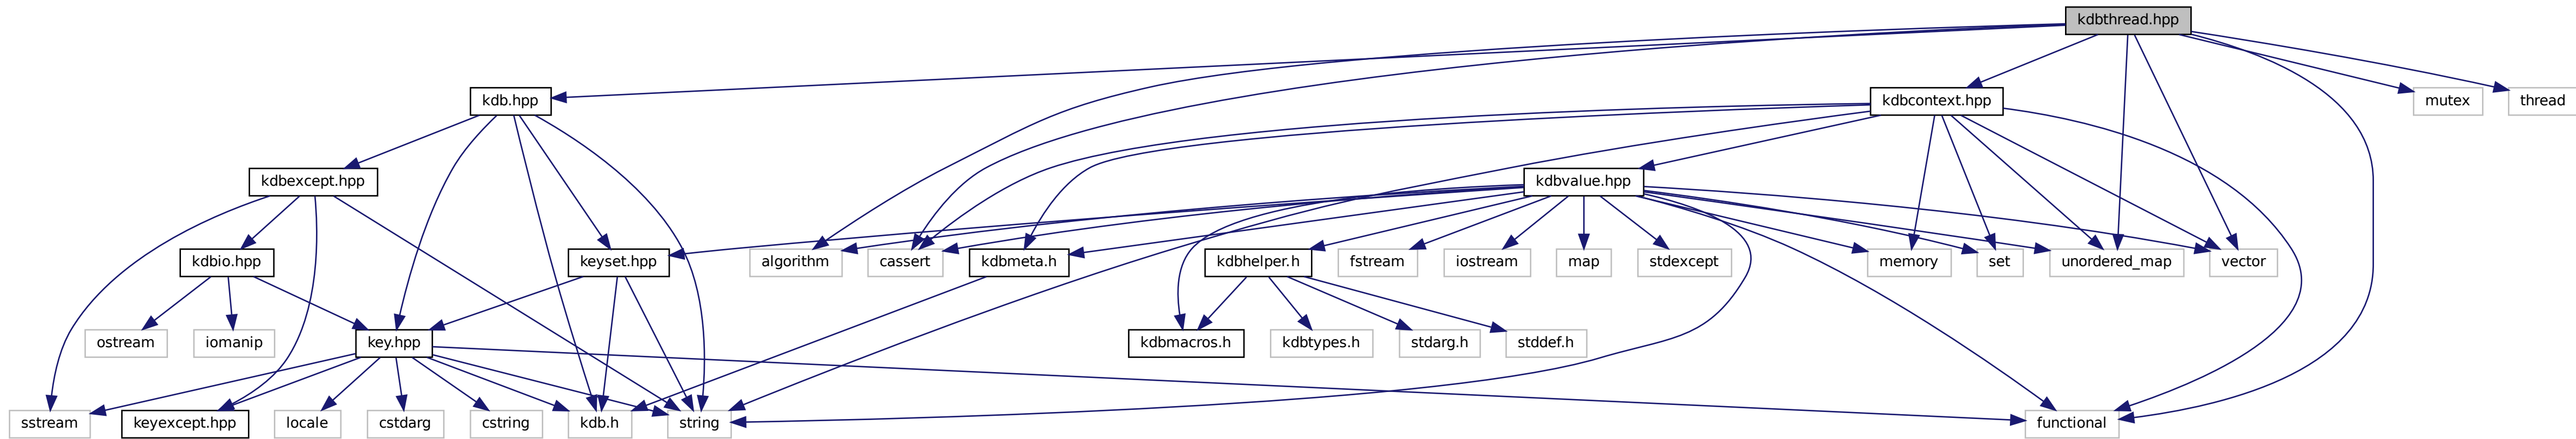 kdbthread.hpp
kdb.hpp
kdbcontext.hpp
mutex
thread
kdbexcept.hpp
kdbvalue.hpp
kdbio.hpp
keyset.hpp
algorithm
cassert
kdbmeta.h
kdbhelper.h
fstream
iostream
map
stdexcept
memory
set
unordered_map
vector
ostream
iomanip
key.hpp
kdbmacros.h
kdbtypes.h
stdarg.h
stddef.h
sstream
keyexcept.hpp
locale
cstdarg
cstring
kdb.h
string
functional